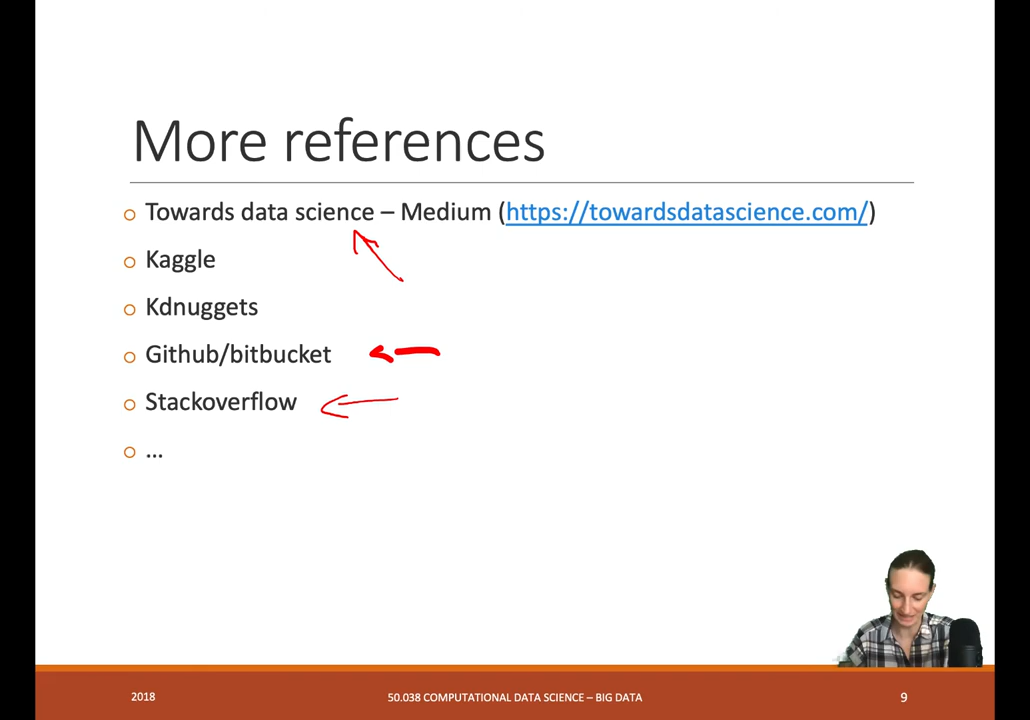 More references
Towards data science – Medium (https://towardsdatascience.com/)
Kaggle
Kdnuggets
Github/bitbucket
Stackoverflow
...
2018
50.038 COMPUTATIONAL DATA SCIENCE – BIG DATA
9